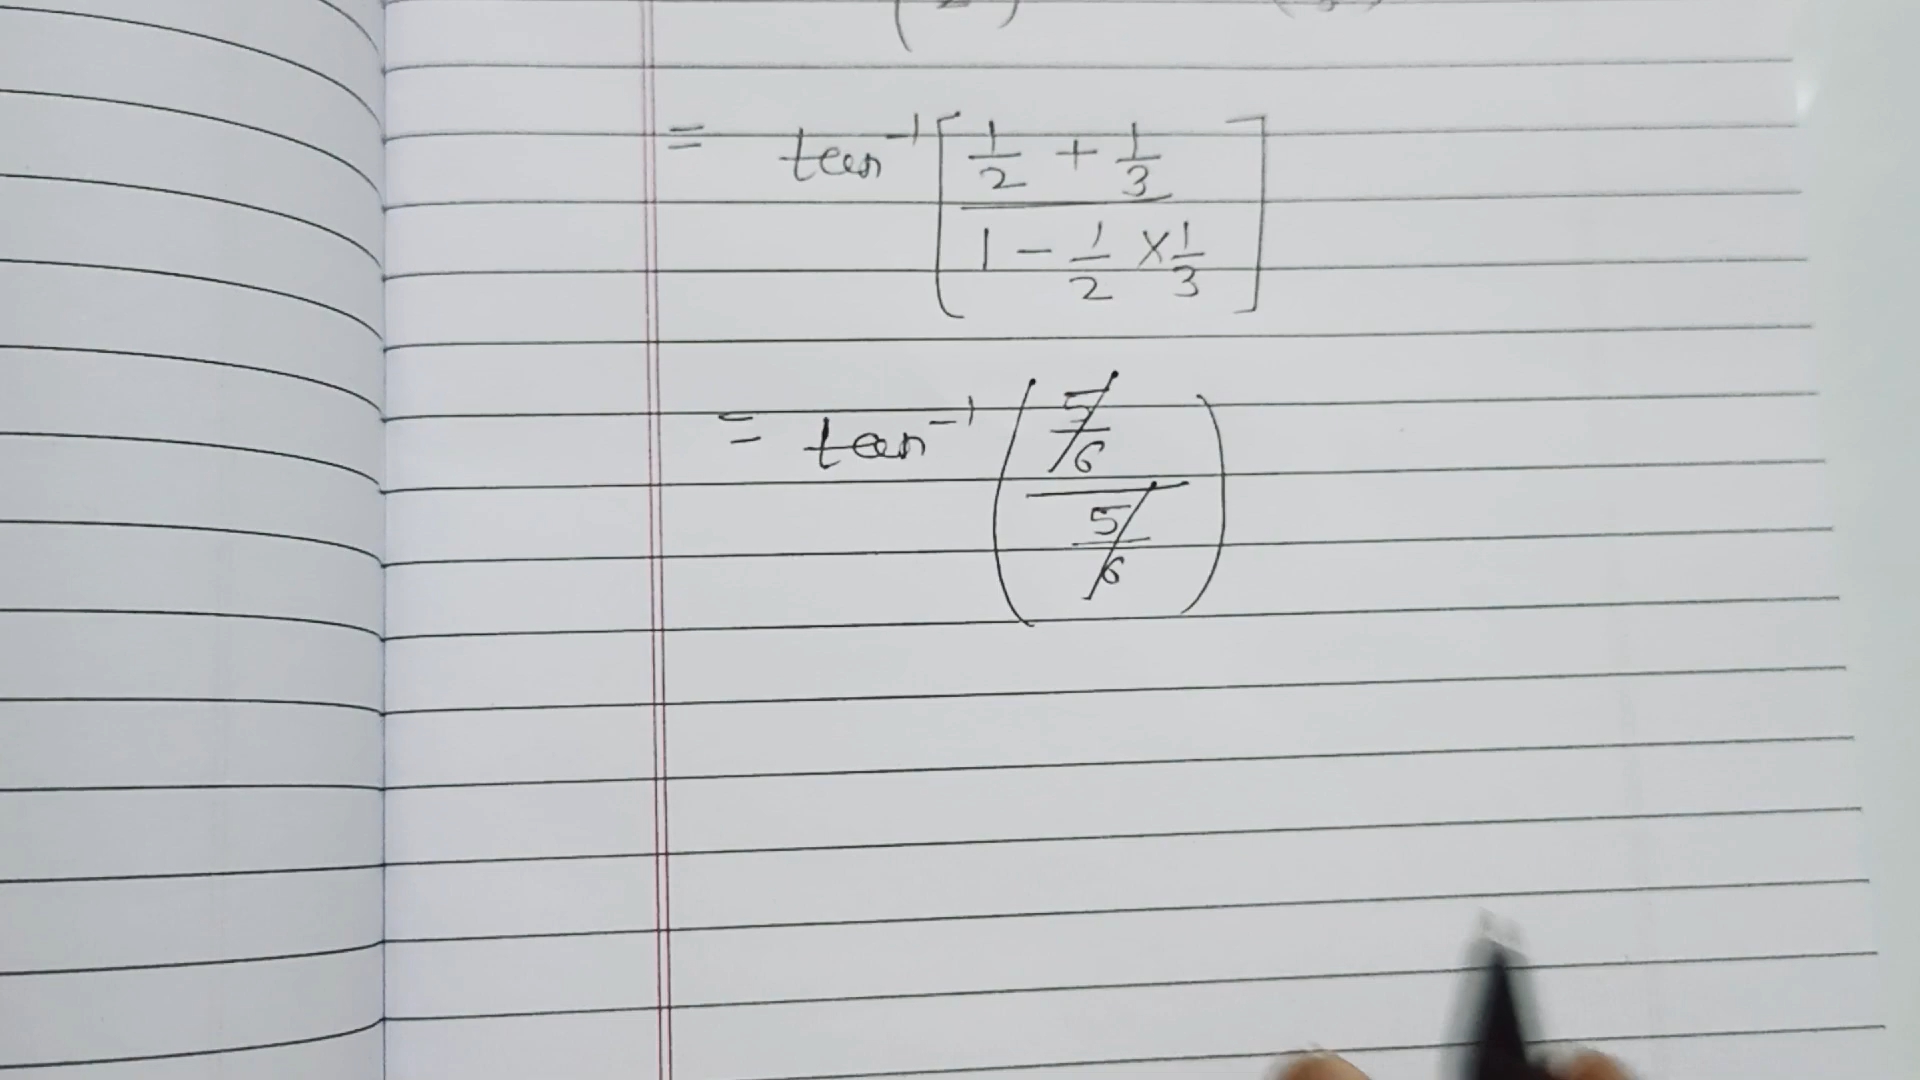 = tan⁻¹ [ (1/2 + 1/3) / (1 - 1/2 × 1/3) ]
= tan⁻¹ ( (5/6) / (5/6) )